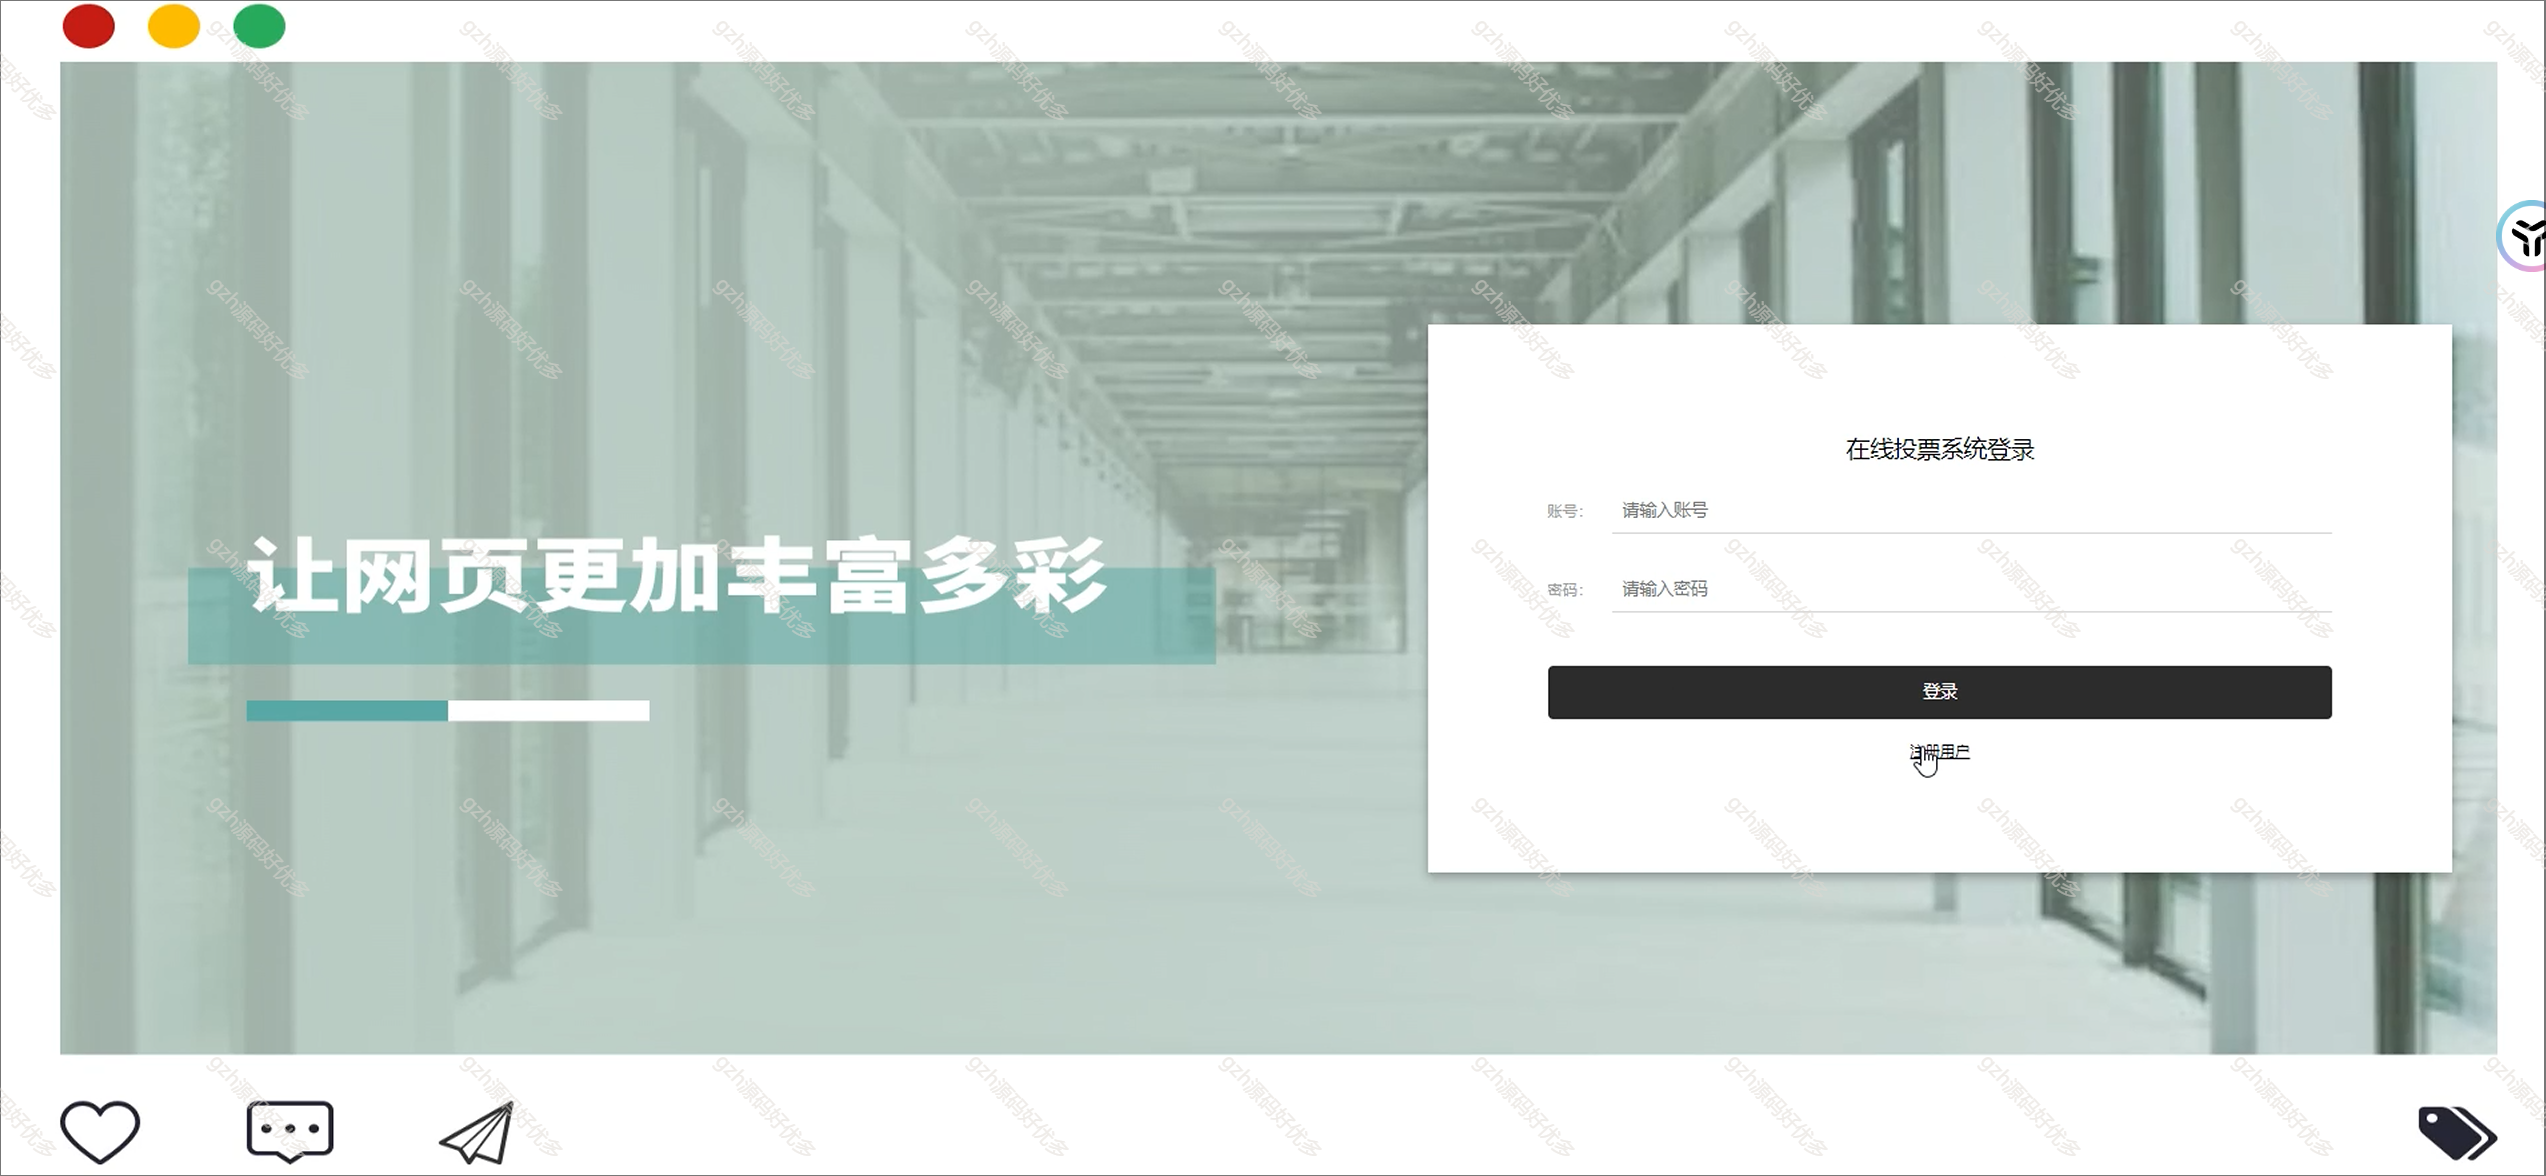 在线投票系统登录
账号： 请输入账号
密码： 请输入密码
让网页更加丰富多彩
登录
注册用户
gzh源码好优多